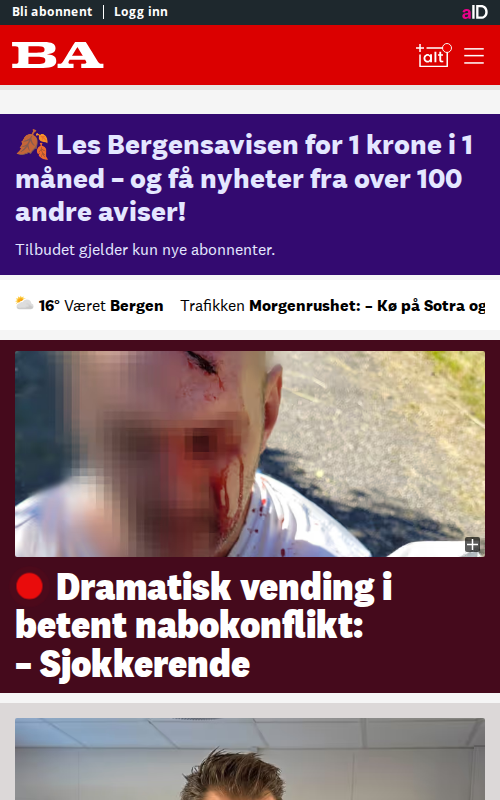 Bli abonnent | Logg inn
aID
BA
+alt
🍂 Les Bergensavisen for 1 krone i 1
måned – og få nyheter fra over 100
andre aviser!
Tilbudet gjelder kun nye abonnenter.
16° Været Bergen Trafikken Morgenrushet: – Kø på Sotra og
Dramatisk vending i
betent nabokonflikt:
– Sjokkerende